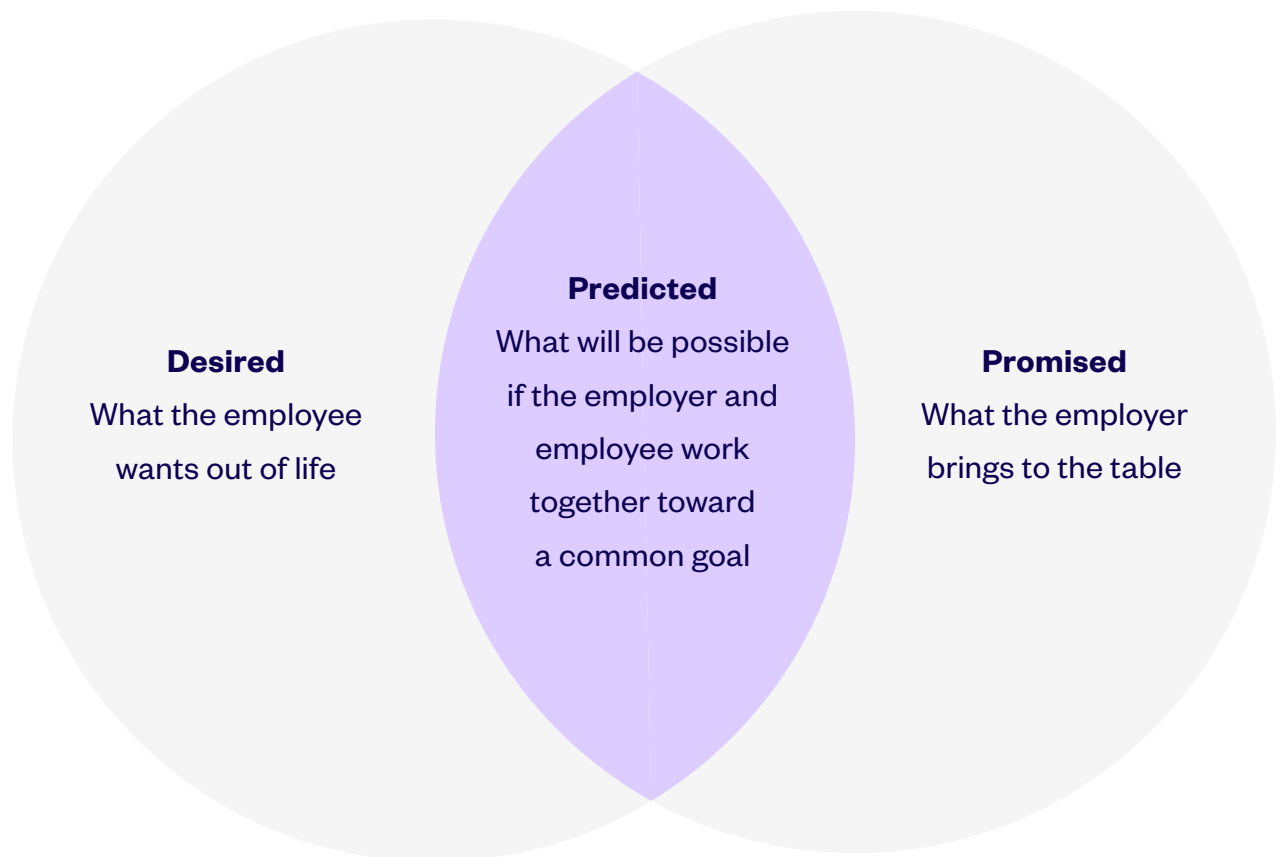 Desired
What the employee
wants out of life
Predicted
What will be possible
if the employer and
employee work
together toward
a common goal
Promised
What the employer
brings to the table